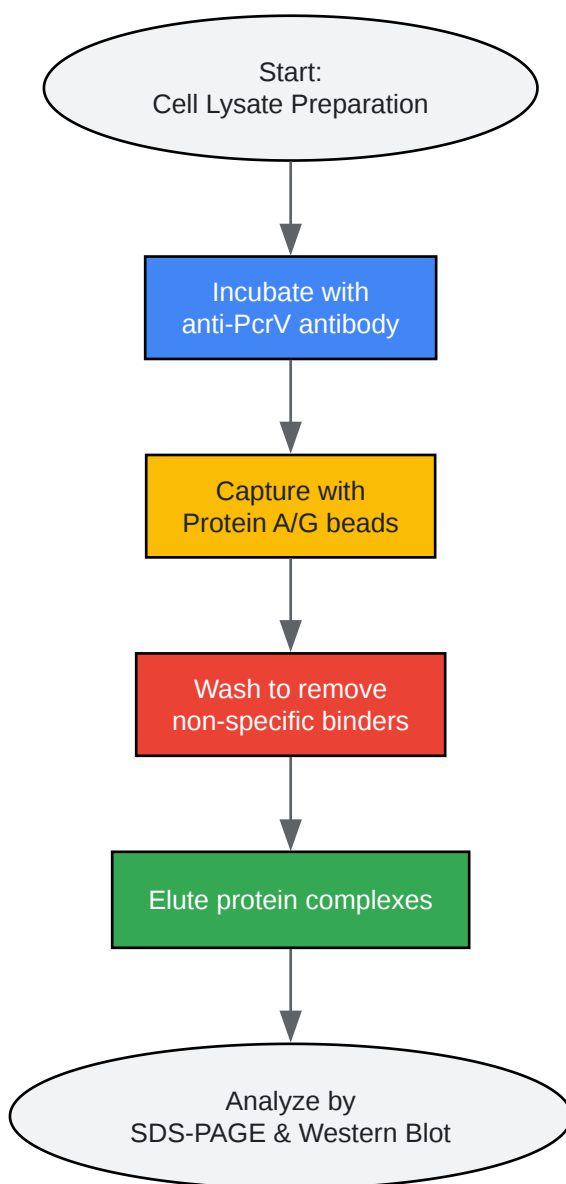 Start:
Cell Lysate Preparation
Incubate with
anti-PcrV antibody
Capture with
Protein A/G beads
Wash to remove
non-specific binders
Elute protein complexes
Analyze by
SDS-PAGE & Western Blot